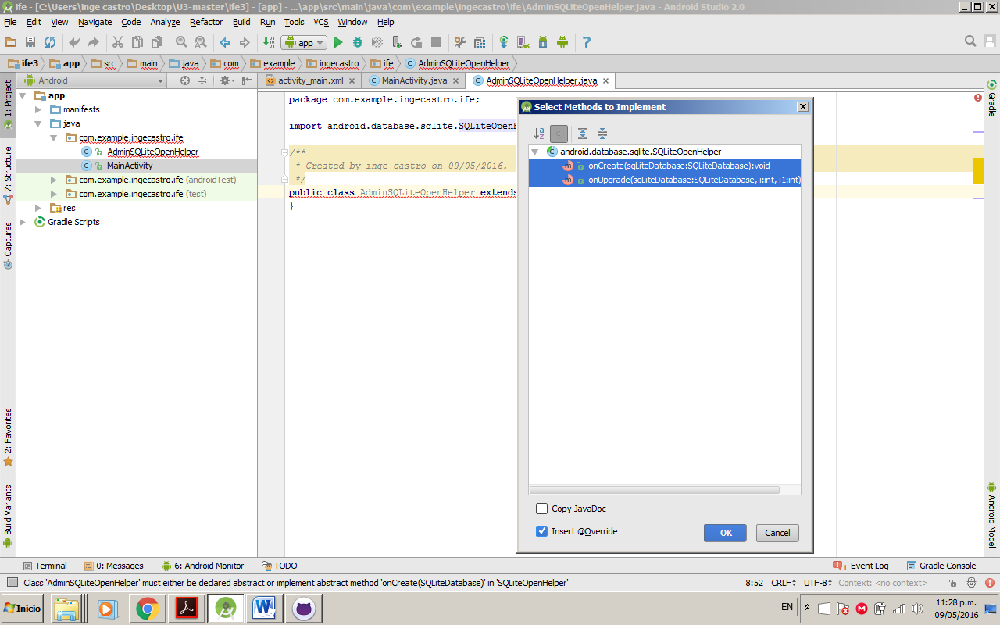 ife - [C:\Users\inge castro\Desktop\U3-master\ife3] - [app] - ...\app\src\main\java\com\example\ingecastro\ife\AdminSQLiteOpenHelper.java - Android Studio 2.0
File Edit View Navigate Code Analyze Refactor Build Run Tools VCS Window Help
app
ife3 app src main java com example ingecastro ife AdminSQLiteOpenHelper
Android
activity_main.xml MainActivity.java AdminSQLiteOpenHelper.java
1: Project
Z: Structure
Captures
2: Favorites
Build Variants
app
manifests
java
com.example.ingecastro.ife
AdminSQLiteOpenHelper
MainActivity
com.example.ingecastro.ife (androidTest)
com.example.ingecastro.ife (test)
res
Gradle Scripts
package com.example.ingecastro.ife;
import android.database.sqlite.SQLiteOpenH
/**
* Created by inge castro on 09/05/2016.
*/
public class AdminSQLiteOpenHelper extends
}
Select Methods to Implement
android.database.sqlite.SQLiteOpenHelper
onCreate(sqLiteDatabase:SQLiteDatabase):void
onUpgrade(sqLiteDatabase:SQLiteDatabase, i:int, i1:int)
Copy JavaDoc
Insert @Override
OK Cancel
Gradle
Android Model
Terminal 0: Messages 6: Android Monitor TODO 1 Event Log Gradle Console
Class 'AdminSQLiteOpenHelper' must either be declared abstract or implement abstract method 'onCreate(SQLiteDatabase)' in 'SQLiteOpenHelper'
8:52 CRLF UTF-8 Context: <no context>
Inicio
EN
11:28 p.m.
09/05/2016